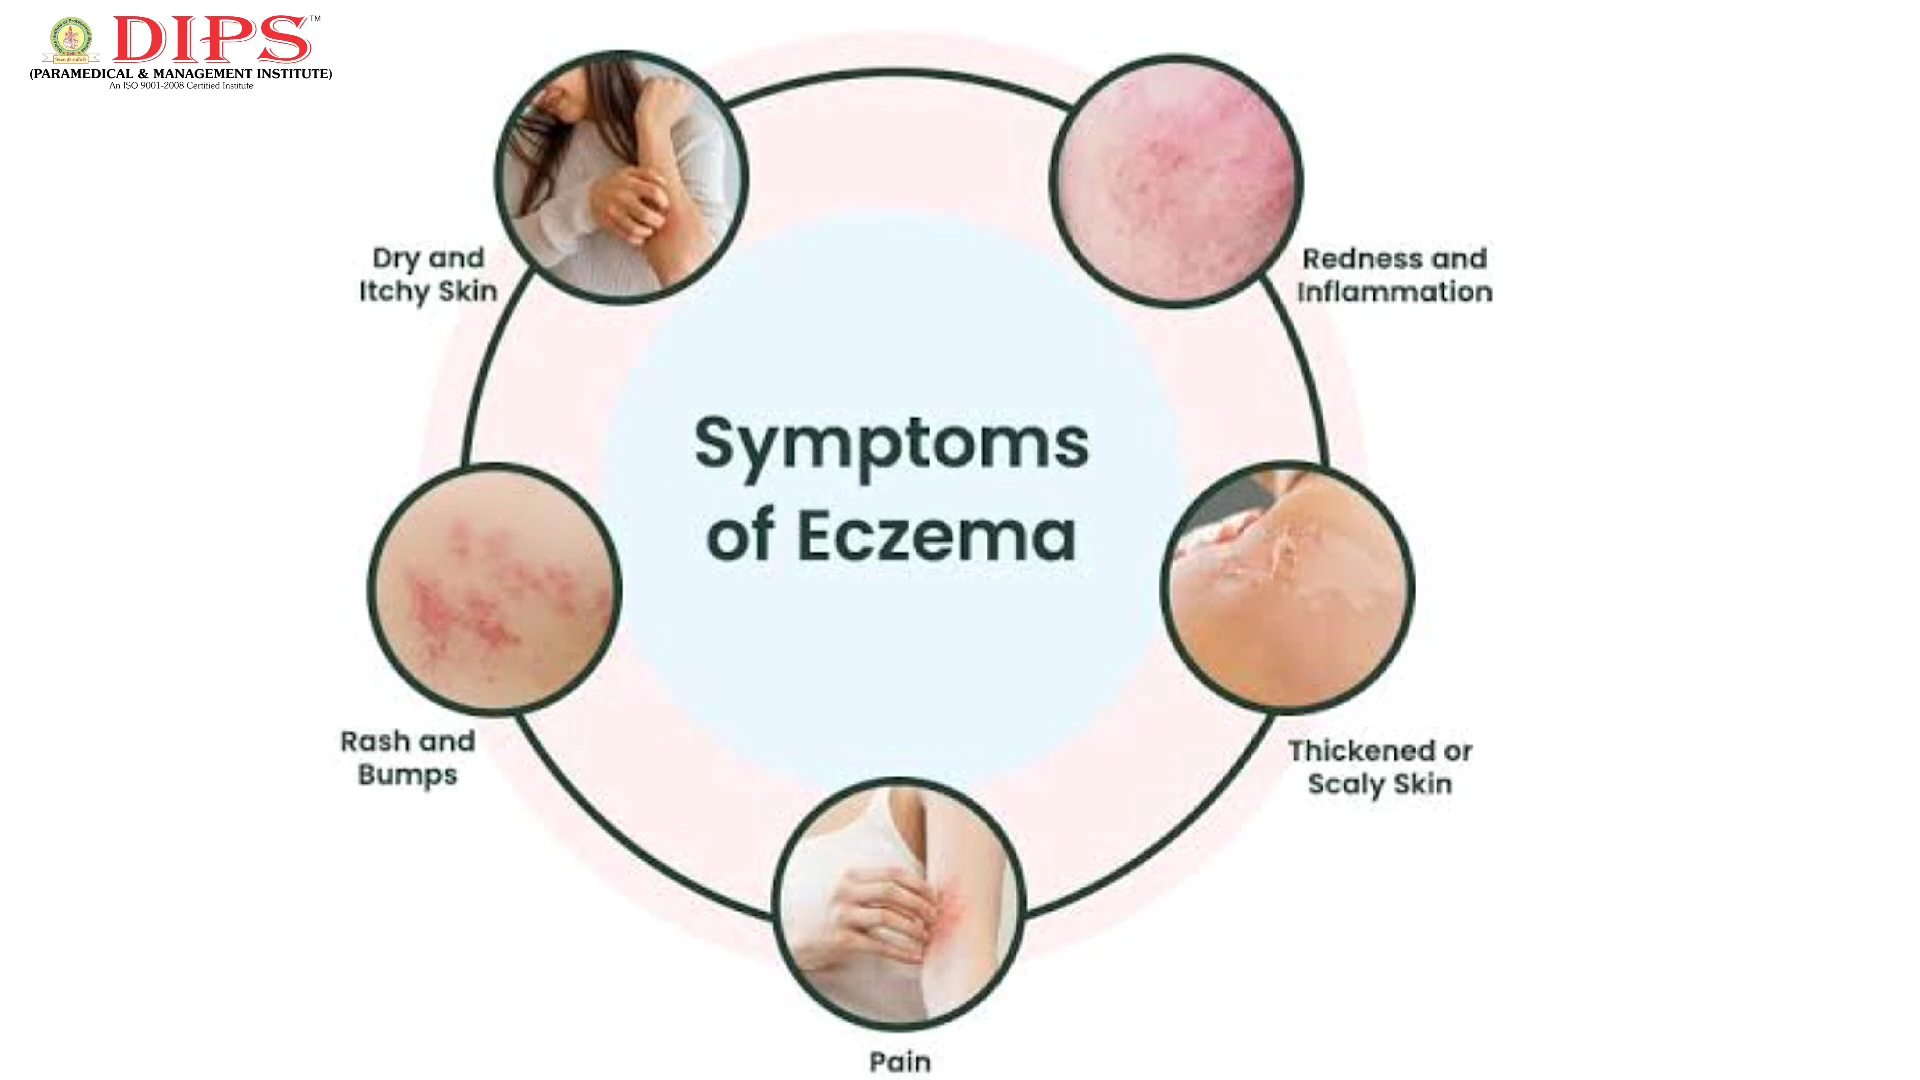 DIPS™
(PARAMEDICAL & MANAGEMENT INSTITUTE)
An ISO 9001-2008 Certified Institute
Dry and
Itchy Skin
Redness and
Inflammation
Symptoms
of Eczema
Rash and
Bumps
Thickened or
Scaly Skin
Pain